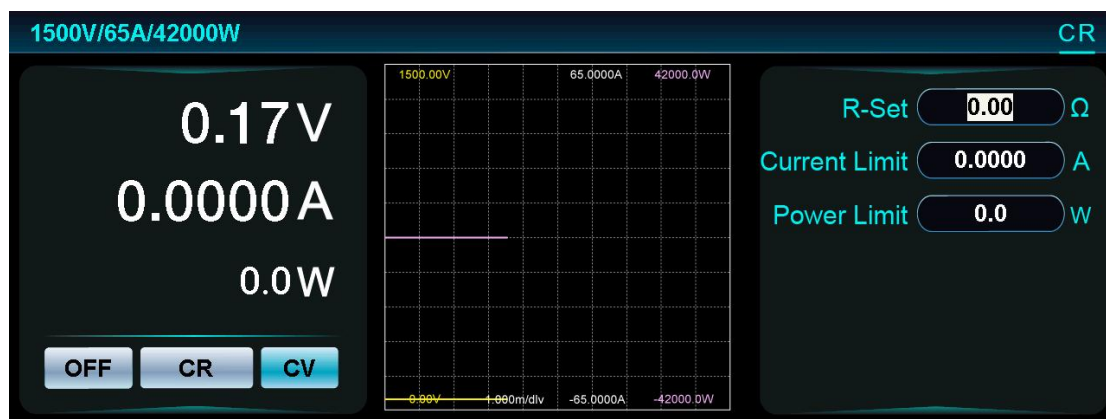 1500V/65A/42000W CR
0.17V
0.0000A
0.0W
OFF CR CV
1500.00V 65.0000A 42000.0W
0.00V 1.000m/dlv -65.0000A -42000.0W
R-Set 0.00 Ω
Current Limit 0.0000 A
Power Limit 0.0 W